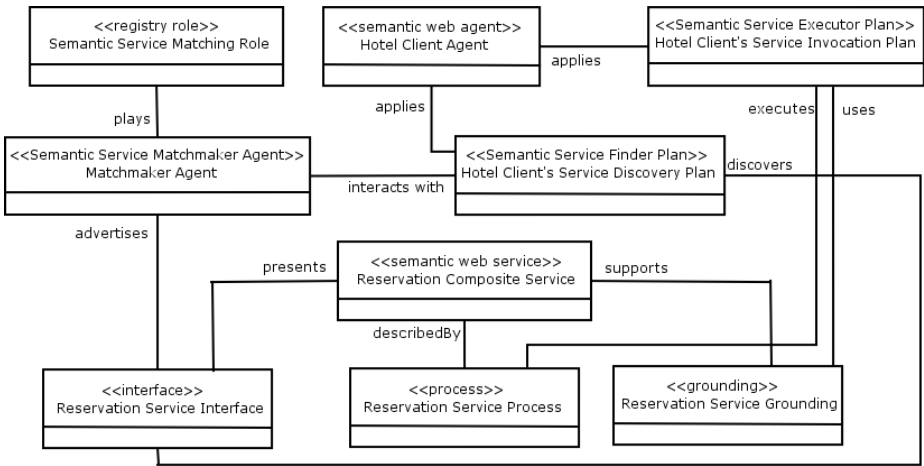 <<registry role>>
Semantic Service Matching Role
<<semantic web agent>>
Hotel Client Agent
<<Semantic Service Executor Plan>>
Hotel Client's Service Invocation Plan
applies
plays
applies
executes
uses
<<Semantic Service Matchmaker Agent>>
Matchmaker Agent
interacts with
<<Semantic Service Finder Plan>>
Hotel Client's Service Discovery Plan
discovers
advertises
presents
<<semantic web service>>
Reservation Composite Service
supports
describedBy
<<interface>>
Reservation Service Interface
<<process>>
Reservation Service Process
<<grounding>>
Reservation Service Grounding